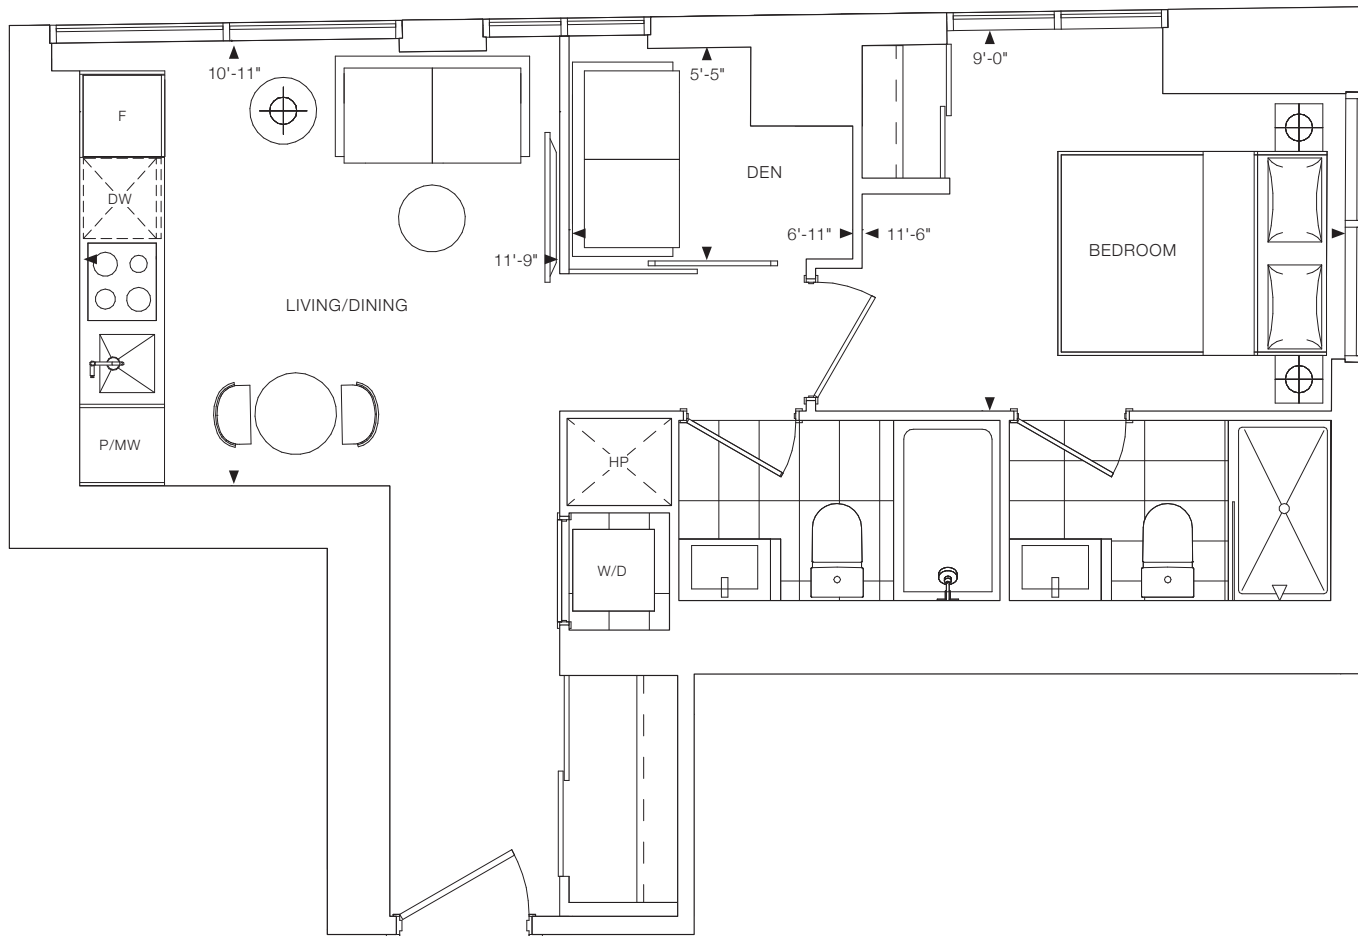 10'-11"
5'-5"
9'-0"
F
DW
DEN
6'-11"
11'-6"
BEDROOM
11'-9"
LIVING/DINING
P/MW
HP
W/D